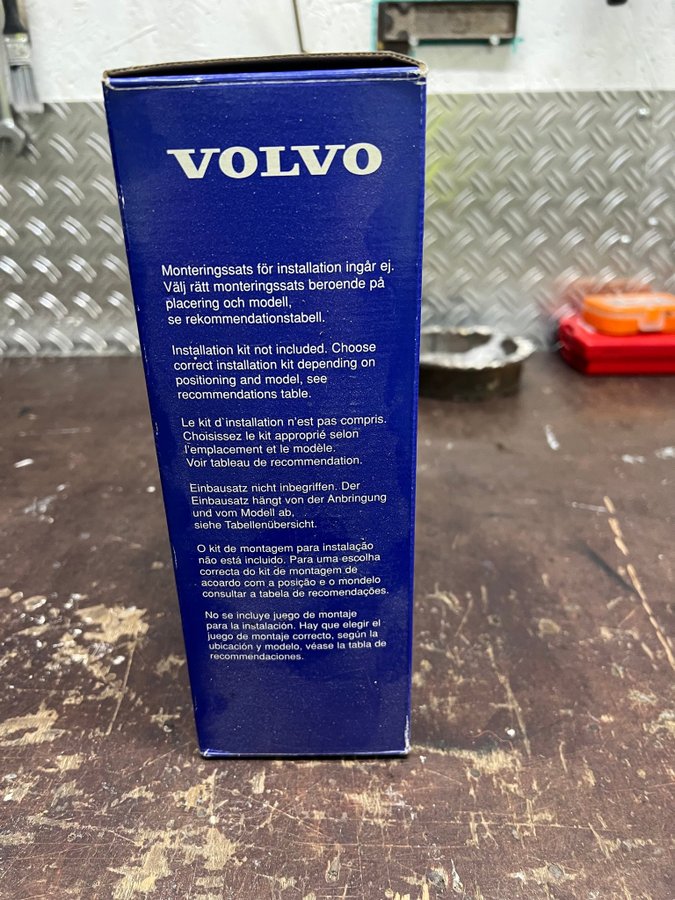 VOLVO
Monteringssats för installation ingår ej.
Välj rätt monteringssats beroende på
placering och modell,
se rekommendationstabell.
Installation kit not included. Choose
correct installation kit depending on
positioning and model, see
recommendations table.
Le kit d'installation n'est pas compris.
Choisissez le kit approprié selon
l'emplacement et le modèle.
Voir tableau de recommendation.
Einbausatz nicht inbegriffen. Der
Einbausatz hängt von der Anbringung
und vom Modell ab,
siehe Tabellenübersicht.
O kit de montagem para instalação
não está incluido. Para uma escolha
correcta do kit de montagem de
acoardo com a posição e o mondelo
consultar a tabela de recomendações.
No se incluye juego de montaje
para la instalación. Hay que elegir el
juego de montaje correcto, según la
ubicación y modelo, véase la tabla de
recommendaciones.